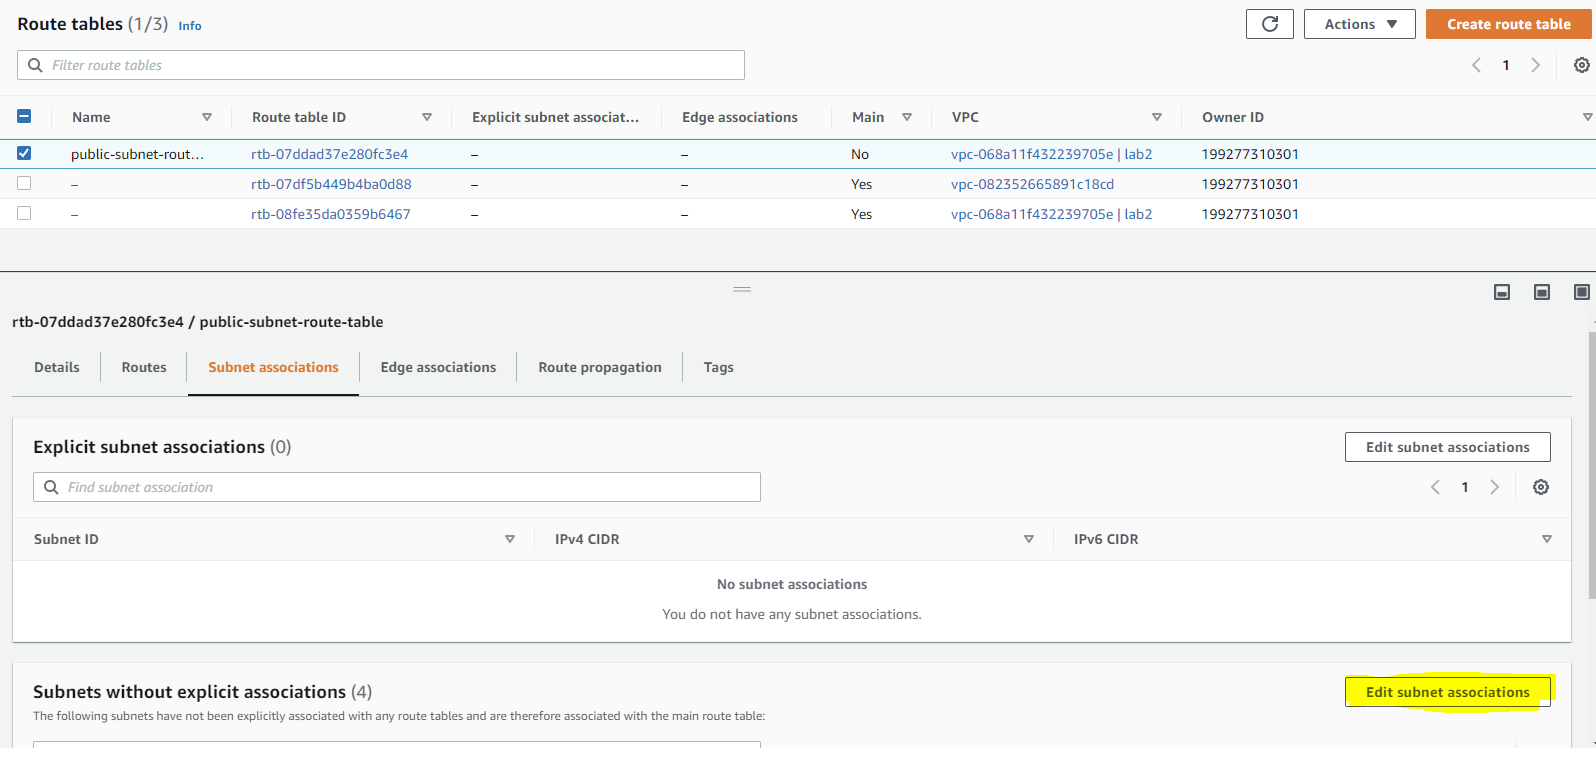 Route tables (1/3) Info
Actions
Create route table
Filter route tables
1
Name Route table ID Explicit subnet associat... Edge associations Main VPC Owner ID
public-subnet-rout... rtb-07ddad37e280fc3e4 – – No vpc-068a11f432239705e | lab2 199277310301
– rtb-07df5b449b4ba0d88 – – Yes vpc-082352665891c18cd 199277310301
– rtb-08fe35da0359b6467 – – Yes vpc-068a11f432239705e | lab2 199277310301
rtb-07ddad37e280fc3e4 / public-subnet-route-table
Details Routes Subnet associations Edge associations Route propagation Tags
Explicit subnet associations (0)
Edit subnet associations
Find subnet association
1
Subnet ID IPv4 CIDR IPv6 CIDR
No subnet associations
You do not have any subnet associations.
Subnets without explicit associations (4)
Edit subnet associations
The following subnets have not been explicitly associated with any route tables and are therefore associated with the main route table: